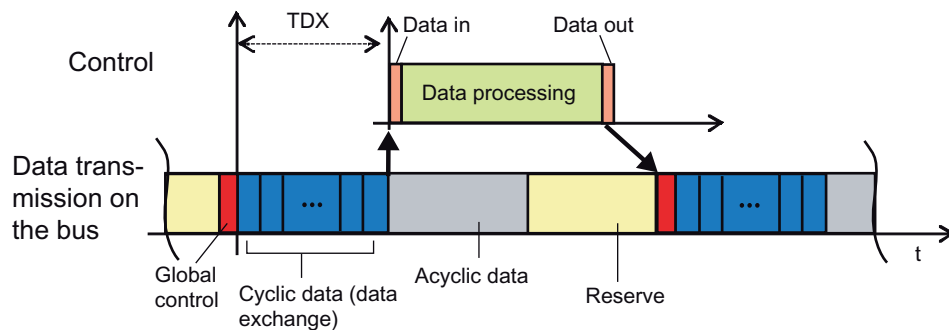 TDX
Data in
Data out
Control
Data processing
Data trans-
mission on
the bus
...
...
t
Global
control
Cyclic data (data
exchange)
Acyclic data
Reserve